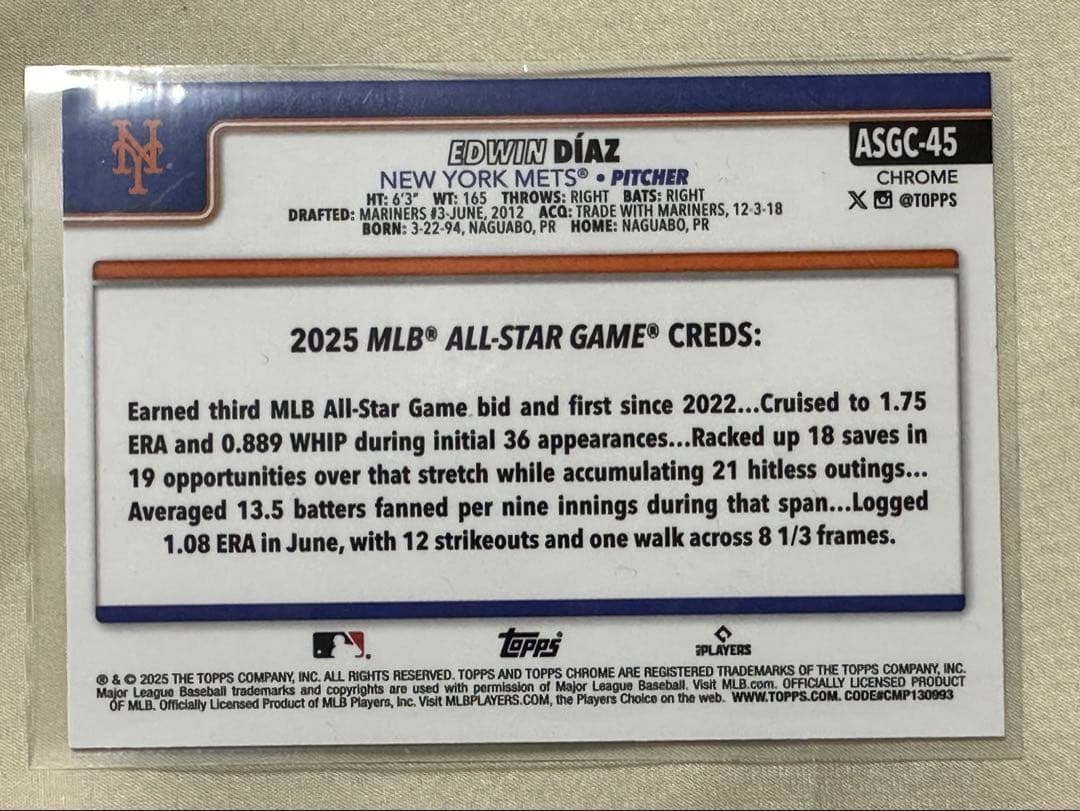 NY
EDWIN DÍAZ
ASGC-45
NEW YORK METS® • PITCHER
CHROME
HT: 6'3" WT: 165 THROWS: RIGHT BATS: RIGHT
X @TOPPS
DRAFTED: MARINERS #3-JUNE, 2012 ACQ: TRADE WITH MARINERS, 12-3-18
BORN: 3-22-94, NAGUABO, PR HOME: NAGUABO, PR
2025 MLB® ALL-STAR GAME® CREDS:
Earned third MLB All-Star Game bid and first since 2022...Cruised to 1.75
ERA and 0.889 WHIP during initial 36 appearances...Racked up 18 saves in
19 opportunities over that stretch while accumulating 21 hitless outings...
Averaged 13.5 batters fanned per nine innings during that span...Logged
1.08 ERA in June, with 12 strikeouts and one walk across 8 1/3 frames.
Topps
PLAYERS
® & © 2025 THE TOPPS COMPANY, INC. ALL RIGHTS RESERVED. TOPPS AND TOPPS CHROME ARE REGISTERED TRADEMARKS OF THE TOPPS COMPANY, INC.
Major League Baseball trademarks and copyrights are used with permission of Major League Baseball. Visit MLB.com. OFFICIALLY LICENSED PRODUCT
OF MLB. Officially Licensed Product of MLB Players, Inc. Visit MLBPLAYERS.COM, the Players Choice on the web. WWW.TOPPS.COM. CODE#CMP130993